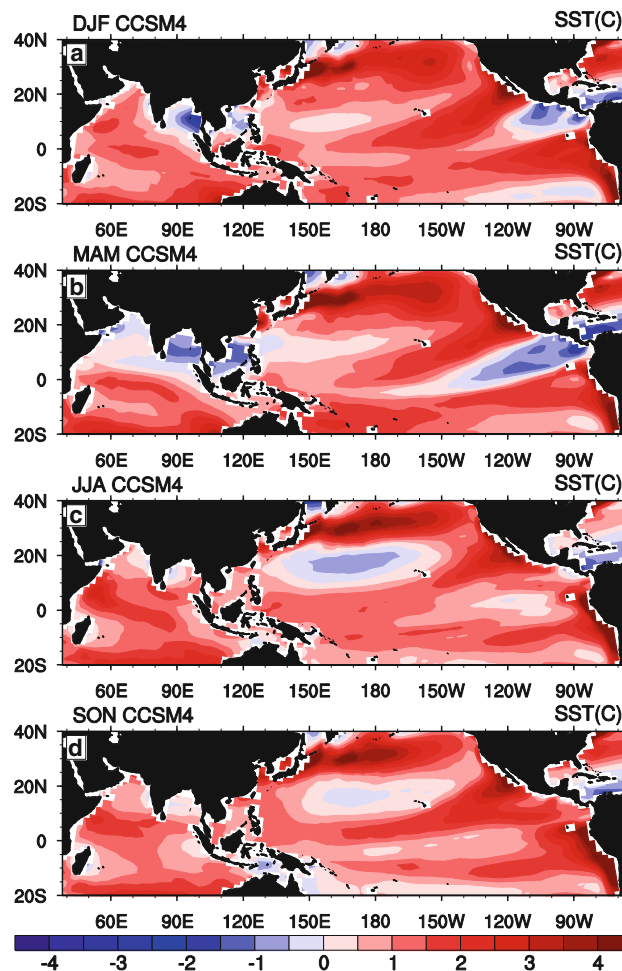 DJF CCSM4 SST(C)
a
40N
20N
0
20S
60E 90E 120E 150E 180 150W 120W 90W
MAM CCSM4 SST(C)
b
40N
20N
0
20S
60E 90E 120E 150E 180 150W 120W 90W
JJA CCSM4 SST(C)
c
40N
20N
0
20S
60E 90E 120E 150E 180 150W 120W 90W
SON CCSM4 SST(C)
d
40N
20N
0
20S
60E 90E 120E 150E 180 150W 120W 90W
-4 -3 -2 -1 0 1 2 3 4